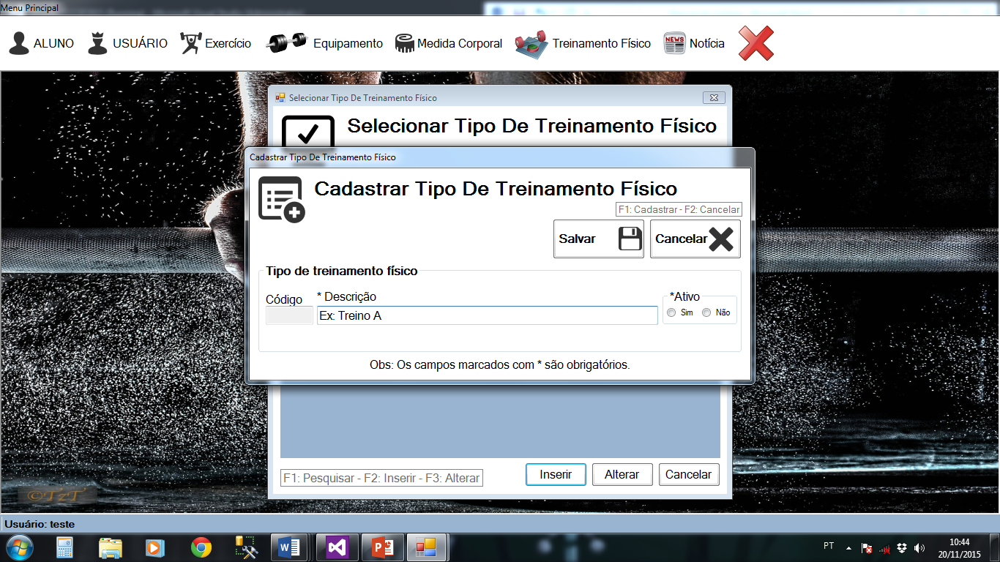 Menu Principal
ALUNO
USUÁRIO
Exercício
Equipamento
Medida Corporal
NEWS
Treinamento Físico
Notícia
Selecionar Tipo De Treinamento Físico
Selecionar Tipo De Treinamento Físico
Cadastrar Tipo De Treinamento Físico
Cadastrar Tipo De Treinamento Físico
F1: Cadastrar - F2: Cancelar
Salvar
Cancelar
Tipo de treinamento físico
Código
* Descrição
*Ativo
Ex: Treino A
Sim
Não
Obs: Os campos marcados com * são obrigatórios.
F1: Pesquisar - F2: Inserir - F3: Alterar
Inserir
Alterar
Cancelar
©TzT
Usuário: teste
PT
10:44
20/11/2015